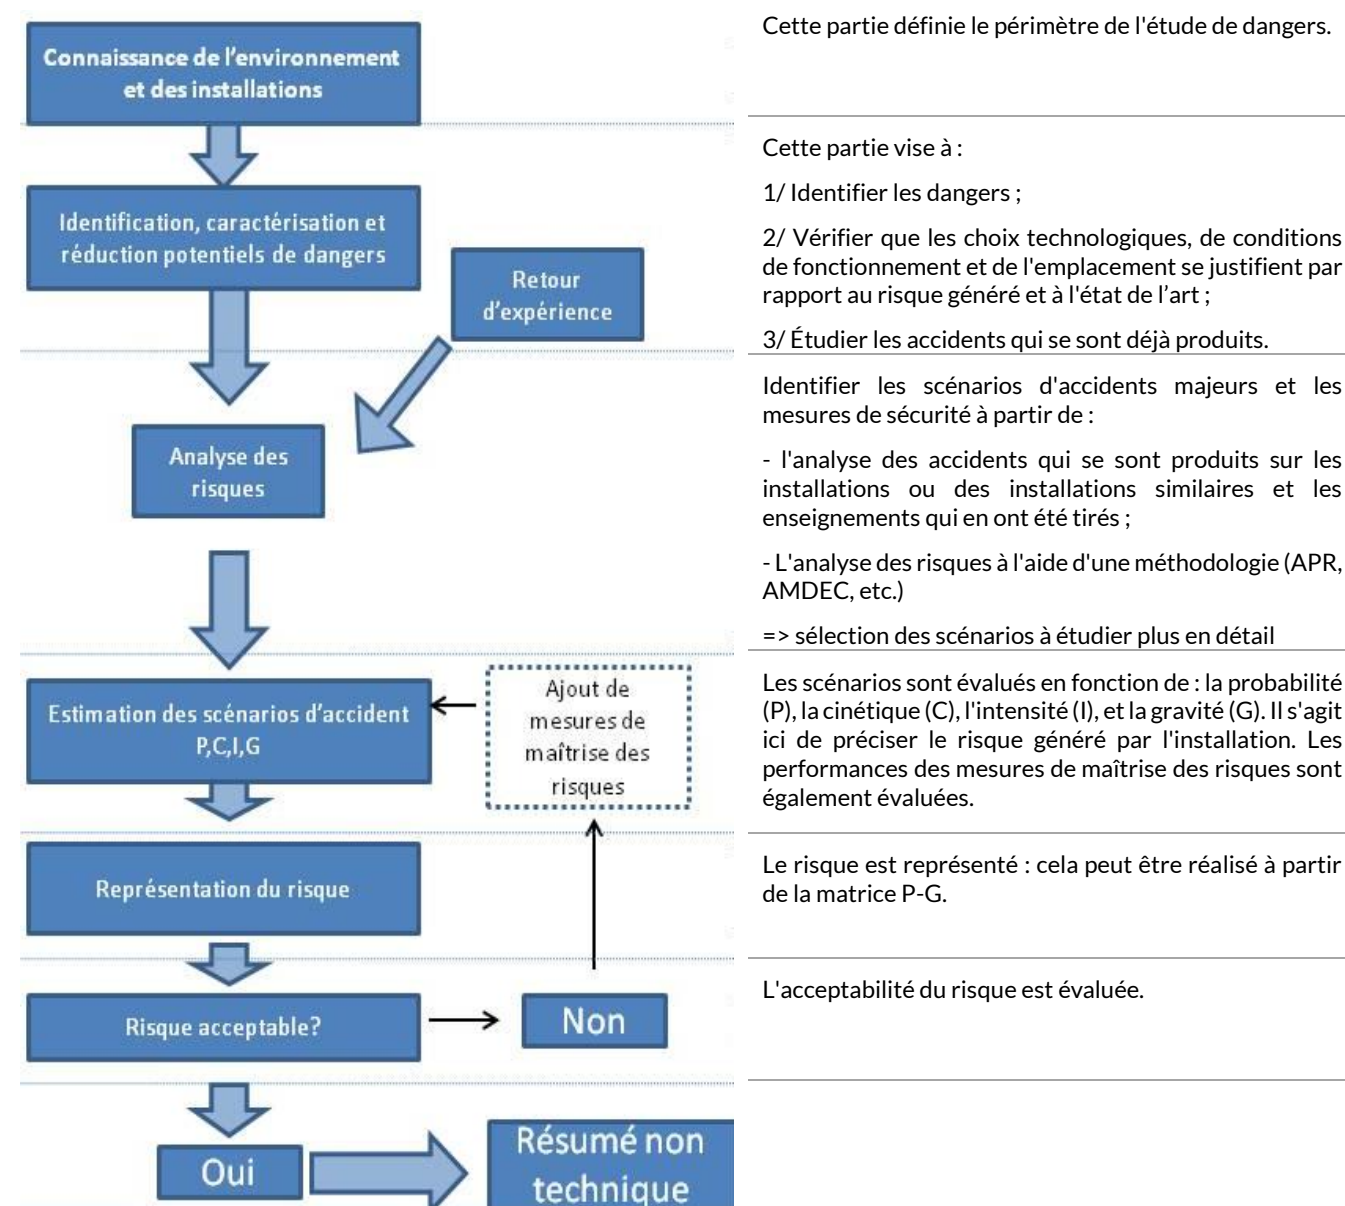 Connaissance de l'environnement
et des installations
Cette partie définie le périmètre de l'étude de dangers.
Identification, caractérisation et
réduction potentiels de dangers
Retour
d'expérience
Cette partie vise à :
1/ Identifier les dangers ;
2/ Vérifier que les choix technologiques, de conditions
de fonctionnement et de l'emplacement se justifient par
rapport au risque généré et à l'état de l’art ;
3/ Étudier les accidents qui se sont déjà produits.
Analyse des
risques
Identifier les scénarios d'accidents majeurs et les
mesures de sécurité à partir de :
- l'analyse des accidents qui se sont produits sur les
installations ou des installations similaires et les
enseignements qui en ont été tirés ;
- L'analyse des risques à l'aide d'une méthodologie (APR,
AMDEC, etc.)
=> sélection des scénarios à étudier plus en détail
Estimation des scénarios d'accident
P,C,I,G
Ajout de
mesures de
maîtrise des
risques
Les scénarios sont évalués en fonction de : la probabilité
(P), la cinétique (C), l'intensité (I), et la gravité (G). Il s'agit
ici de préciser le risque généré par l'installation. Les
performances des mesures de maîtrise des risques sont
également évaluées.
Représentation du risque
Le risque est représenté : cela peut être réalisé à partir
de la matrice P-G.
Risque acceptable?
Non
L'acceptabilité du risque est évaluée.
Oui
Résumé non
technique